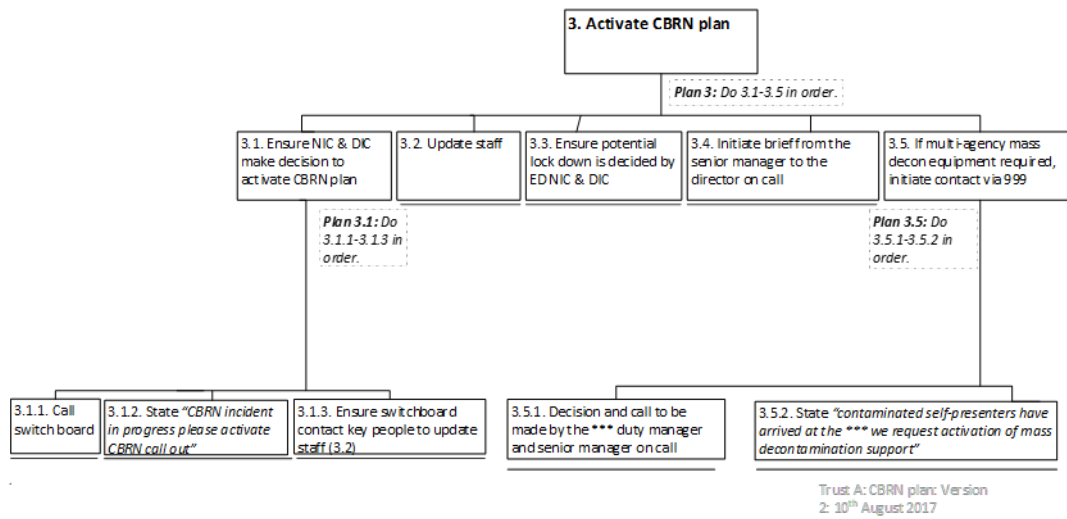 3. Activate CBRN plan
Plan 3: Do 3.1-3.5 in order.
3.1. Ensure NIC & DIC
make decision to
activate CBRN plan
3.2. Update staff
3.3. Ensure potential
lock down is decided by
ED NIC & DIC
3.4. Initiate brief from the
senior manager to the
director on call
3.5. If multi-agency mass
decon equipment required,
initiate contact via 999
Plan 3.1: Do
3.1.1-3.1.3 in
order.
Plan 3.5: Do
3.5.1-3.5.2 in
order.
3.1.1. Call
switch board
3.1.2. State "CBRN incident
in progress please activate
CBRN call out"
3.1.3. Ensure switchboard
contact key people to update
staff (3.2)
3.5.1. Decision and call to be
made by the *** duty manager
and senior manager on call
3.5.2. State "contaminated self-presenters have
arrived at the *** we request activation of mass
decontamination support"
Trust A: CBRN plan: Version
2: 10th August 2017